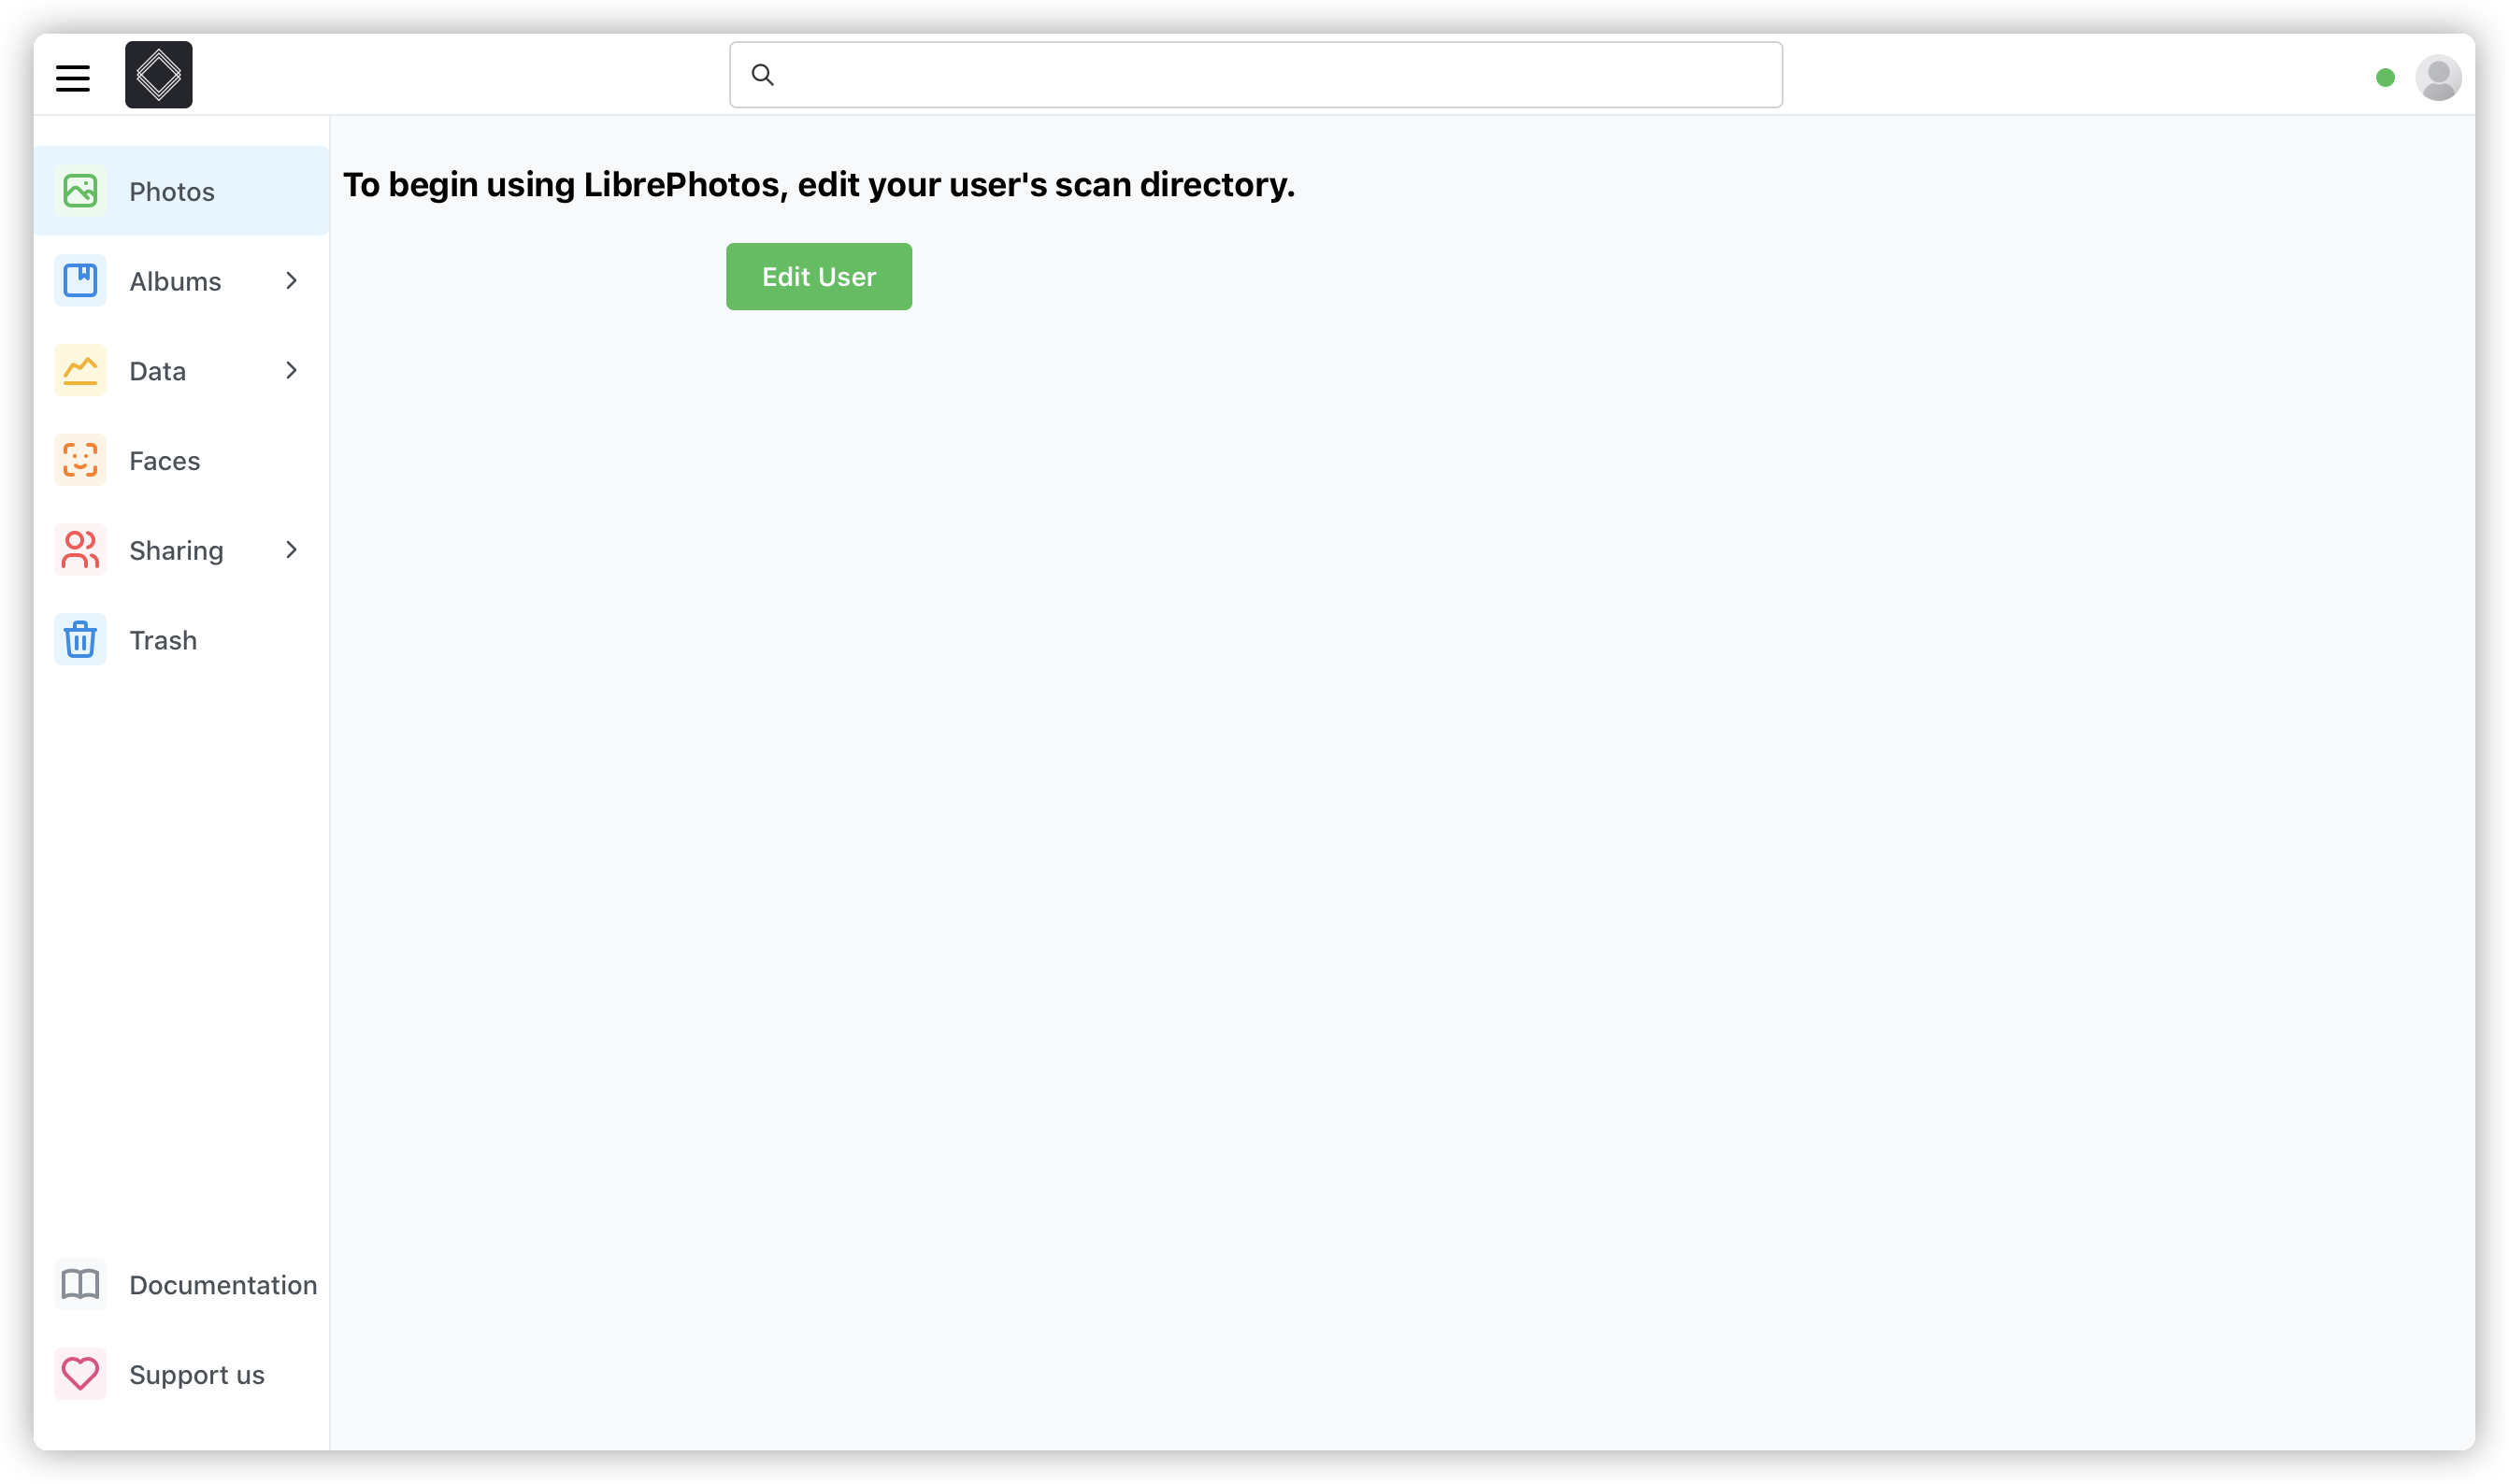 Photos
Albums
Data
Faces
Sharing
Trash
Documentation
Support us
To begin using LibrePhotos, edit your user's scan directory.
Edit User